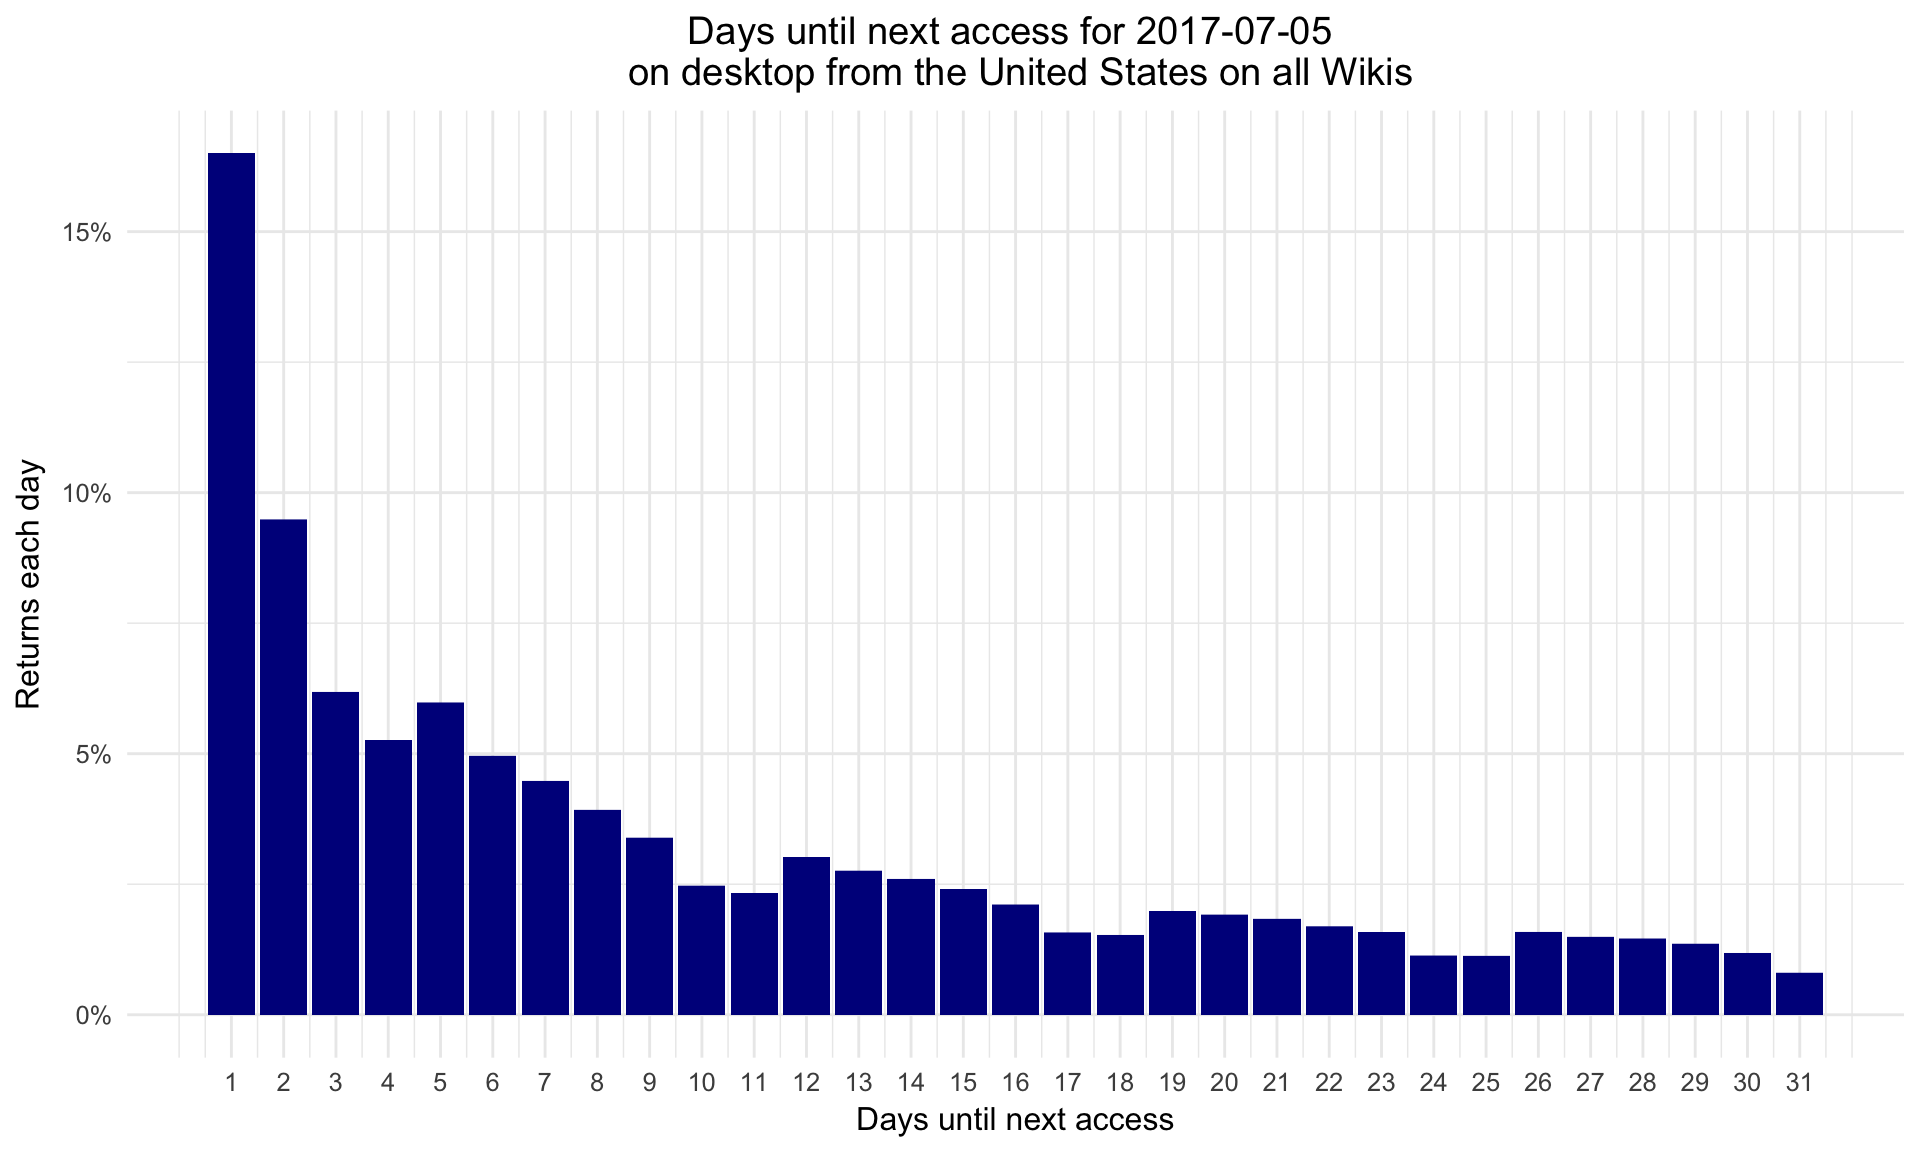 Days until next access for 2017-07-05
on desktop from the United States on all Wikis
Returns each day
15%
10%
5%
0%
1 2 3 4 5 6 7 8 9 10 11 12 13 14 15 16 17 18 19 20 21 22 23 24 25 26 27 28 29 30 31
Days until next access